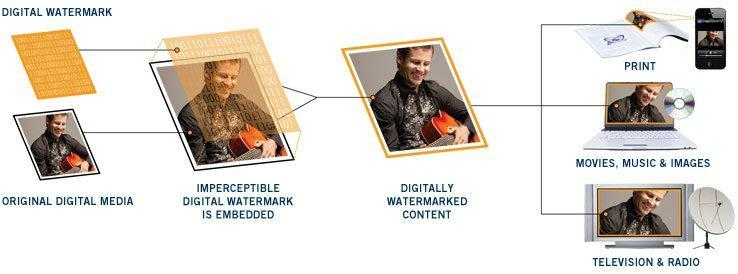 DIGITAL WATERMARK
ORIGINAL DIGITAL MEDIA
IMPERCEPTIBLE
DIGITAL WATERMARK
IS EMBEDDED
DIGITALLY
WATERMARKED
CONTENT
PRINT
MOVIES, MUSIC & IMAGES
TELEVISION & RADIO